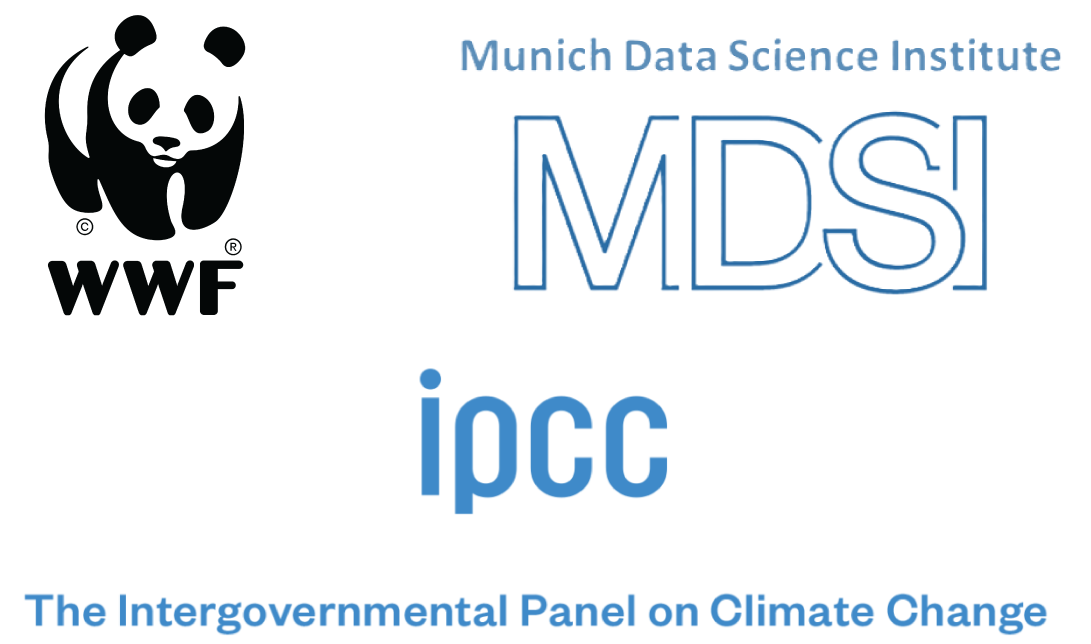 ©
®
WWF
Munich Data Science Institute
MDSI
ipcc
The Intergovernmental Panel on Climate Change